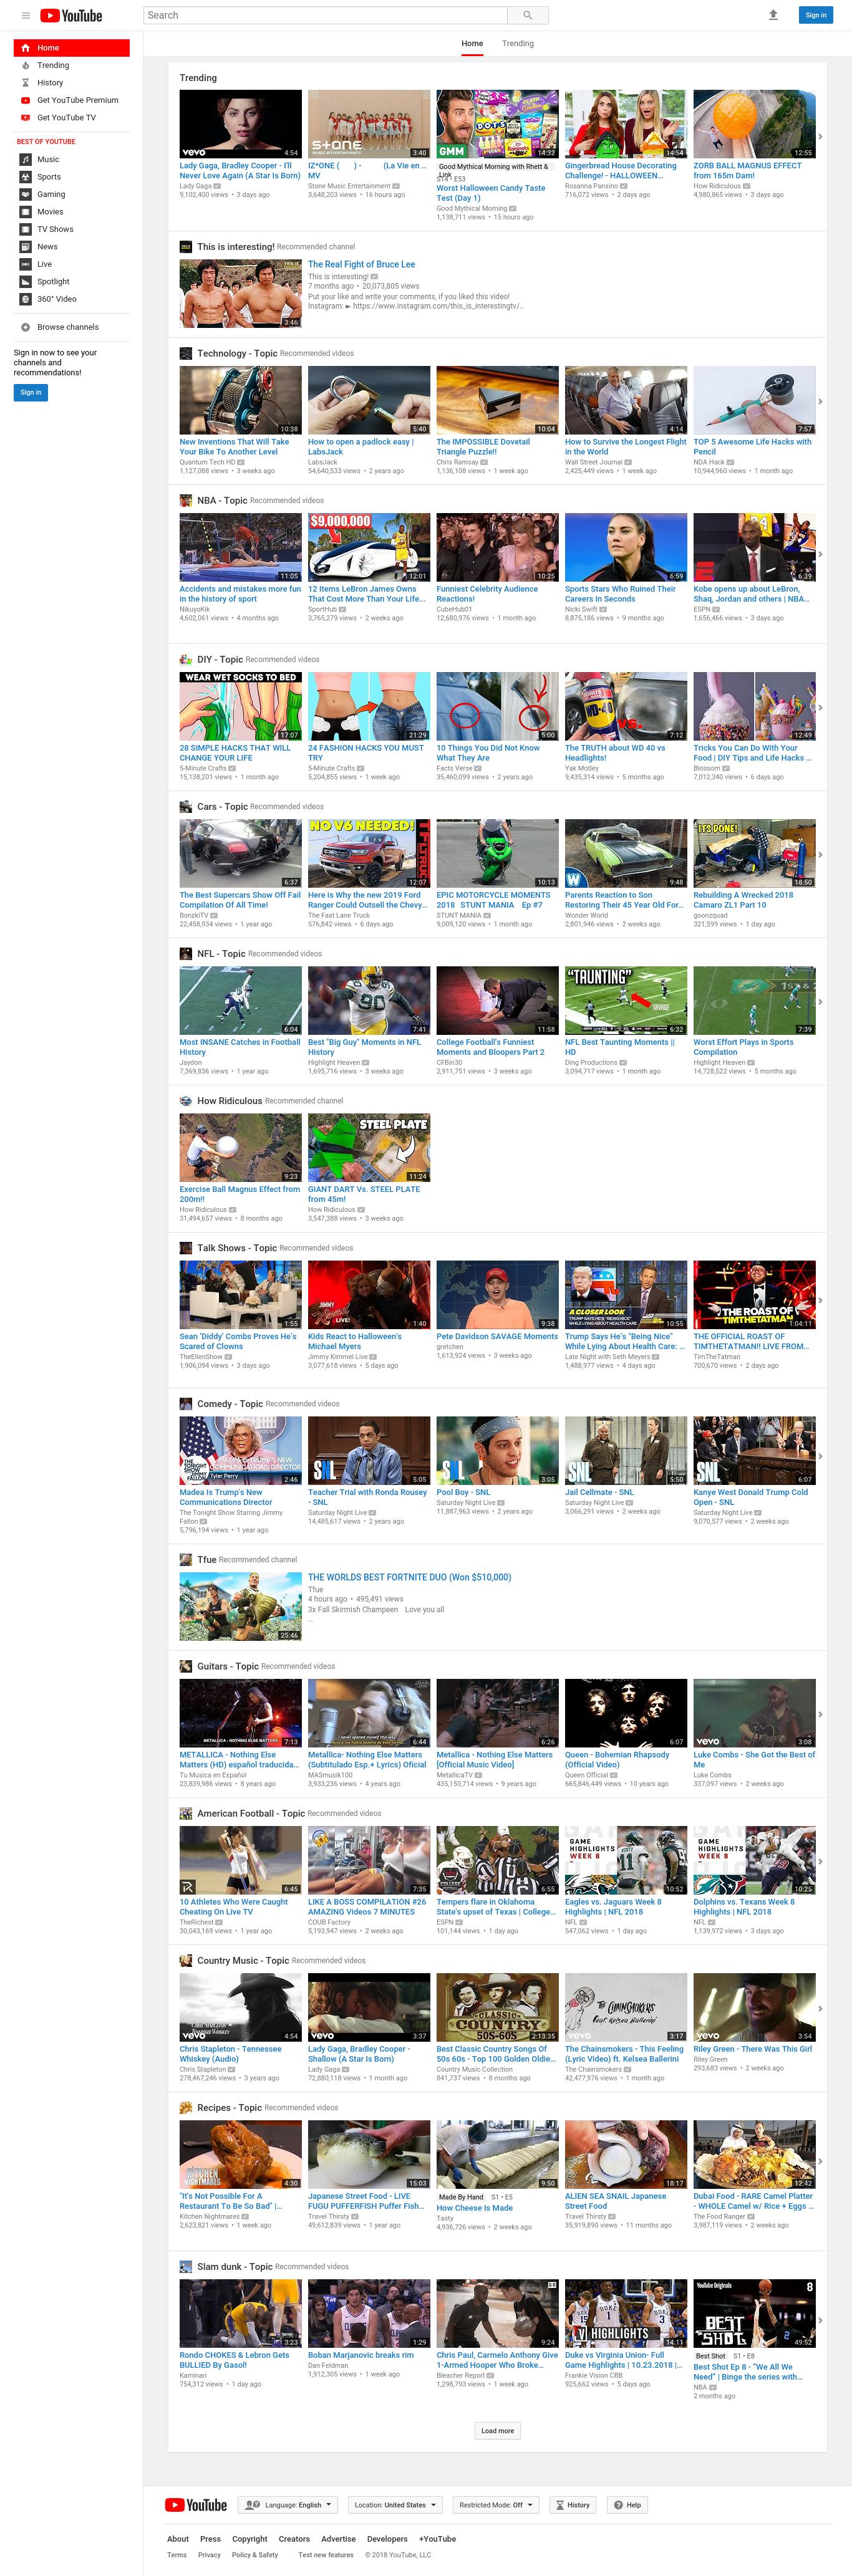 YouTube
Search
Sign in
Home
Trending
Home
Trending
History
Get YouTube Premium
Get YouTube TV
BEST OF YOUTUBE
Music
Sports
Gaming
Movies
TV Shows
News
Live
Spotlight
360° Video
Browse channels
Sign in now to see your
channels and
recommendations!
Sign in
Trending
vevo 4:54
Lady Gaga, Bradley Cooper - I'll
Never Love Again (A Star Is Born)
Lady Gaga
9,102,400 views • 3 days ago
STONE 3:40
IZ*ONE ( ) - (La Vie en …
MV
Stone Music Entertainment
3,648,203 views • 16 hours ago
GMM DOTS 14:32
Good Mythical Morning with Rhett &
Link
S14 • E53
Worst Halloween Candy Taste
Test (Day 1)
Good Mythical Morning
1,138,711 views • 15 hours ago
14:54
Gingerbread House Decorating
Challenge! - HALLOWEEN…
Rosanna Pansino
716,072 views • 2 days ago
12:55
ZORB BALL MAGNUS EFFECT
from 165m Dam!
How Ridiculous
4,980,865 views • 3 days ago
This is interesting! Recommended channel
3:46
The Real Fight of Bruce Lee
This is interesting!
7 months ago • 20,073,805 views
Put your like and write your comments, if you liked this video!
Instagram: ► https://www.instagram.com/this_is_interestingtv/…
Technology - Topic Recommended videos
10:38
New Inventions That Will Take
Your Bike To Another Level
Quantum Tech HD
1,127,088 views • 3 weeks ago
5:40
How to open a padlock easy |
LabsJack
LabsJack
54,640,533 views • 2 years ago
10:04
The IMPOSSIBLE Dovetail
Triangle Puzzle!!
Chris Ramsay
1,136,108 views • 1 week ago
4:14
How to Survive the Longest Flight
in the World
Wall Street Journal
2,425,449 views • 1 week ago
7:57
TOP 5 Awesome Life Hacks with
Pencil
NDA Hack
10,944,960 views • 1 month ago
NBA - Topic Recommended videos
11:05
Accidents and mistakes more fun
in the history of sport
NikuyoKik
4,602,061 views • 4 months ago
$9,000,000 12:01
12 Items LeBron James Owns
That Cost More Than Your Life…
SportHub
3,765,279 views • 2 weeks ago
10:25
Funniest Celebrity Audience
Reactions!
CubeHub01
12,680,976 views • 1 month ago
6:59
Sports Stars Who Ruined Their
Careers In Seconds
Nicki Swift
8,875,186 views • 9 months ago
6:39
Kobe opens up about LeBron,
Shaq, Jordan and others | NBA…
ESPN
1,656,466 views • 3 days ago
DIY - Topic Recommended videos
WEAR WET SOCKS TO BED 17:07
28 SIMPLE HACKS THAT WILL
CHANGE YOUR LIFE
5-Minute Crafts
15,138,201 views • 1 month ago
21:29
24 FASHION HACKS YOU MUST
TRY
5-Minute Crafts
5,204,855 views • 1 week ago
5:00
10 Things You Did Not Know
What They Are
Facts Verse
35,460,099 views • 2 years ago
WD-40 VS. 7:12
The TRUTH about WD 40 vs
Headlights!
Yak Motley
9,435,314 views • 5 months ago
12:49
Tricks You Can Do With Your
Food | DIY Tips and Life Hacks …
Blossom
7,012,340 views • 6 days ago
Cars - Topic Recommended videos
6:37
The Best Supercars Show Off Fail
Compilation Of All Time!
BonzkiTV
22,458,934 views • 1 year ago
NO V6 NEEDED! 12:07
Here is Why the new 2019 Ford
Ranger Could Outsell the Chevy…
The Fast Lane Truck
576,842 views • 6 days ago
10:13
EPIC MOTORCYCLE MOMENTS
2018 STUNT MANIA Ep #7
STUNT MANIA
9,009,120 views • 1 month ago
W 9:48
Parents Reaction to Son
Restoring Their 45 Year Old For…
Wonder World
2,801,946 views • 2 weeks ago
ITS DONE! 18:50
Rebuilding A Wrecked 2018
Camaro ZL1 Part 10
goonzquad
321,599 views • 1 day ago
NFL - Topic Recommended videos
6:04
Most INSANE Catches in Football
History
Jaydon
7,369,836 views • 1 year ago
90 7:41
Best "Big Guy" Moments in NFL
History
Highlight Heaven
1,695,716 views • 3 weeks ago
11:58
College Football's Funniest
Moments and Bloopers Part 2
CFBin30
2,911,751 views • 3 weeks ago
"TAUNTING" 6:32
NFL Best Taunting Moments ||
HD
Ding Productions
3,094,717 views • 1 month ago
7:39
Worst Effort Plays in Sports
Compilation
Highlight Heaven
14,728,522 views • 5 months ago
How Ridiculous Recommended channel
9:23
Exercise Ball Magnus Effect from
200m!!
How Ridiculous
31,494,657 views • 8 months ago
STEEL PLATE 11:24
GIANT DART Vs. STEEL PLATE
from 45m!
How Ridiculous
3,547,388 views • 3 weeks ago
Talk Shows - Topic Recommended videos
1:55
Sean 'Diddy' Combs Proves He's
Scared of Clowns
TheEllenShow
1,906,094 views • 3 days ago
JIMMY KIMMEL LIVE 1:40
Kids React to Halloween's
Michael Myers
Jimmy Kimmel Live
3,077,618 views • 5 days ago
9:38
Pete Davidson SAVAGE Moments
gretchen
1,613,924 views • 3 weeks ago
A CLOSER LOOK
TRUMP SAYS HE'S "BEING NICE"
WHILE LYING ABOUT HEALTH CARE 10:55
Trump Says He's "Being Nice"
While Lying About Health Care: …
Late Night with Seth Meyers
1,488,977 views • 4 days ago
THE ROAST OF
TIMTHETATMAN 1:04:11
THE OFFICIAL ROAST OF
TIMTHETATMAN!! LIVE FROM…
TimTheTatman
700,670 views • 2 days ago
Comedy - Topic Recommended videos
THE TONIGHT SHOW JIMMY FALLON Tyler Perry 2:46
Madea Is Trump's New
Communications Director
The Tonight Show Starring Jimmy
Fallon
5,796,194 views • 1 year ago
SNL 5:05
Teacher Trial with Ronda Rousey
- SNL
Saturday Night Live
14,485,617 views • 2 years ago
SNL 3:05
Pool Boy - SNL
Saturday Night Live
11,887,963 views • 2 years ago
SNL 5:50
Jail Cellmate - SNL
Saturday Night Live
3,066,291 views • 2 weeks ago
SNL 6:07
Kanye West Donald Trump Cold
Open - SNL
Saturday Night Live
9,070,577 views • 2 weeks ago
Tfue Recommended channel
25:46
THE WORLDS BEST FORTNITE DUO (Won $510,000)
Tfue
4 hours ago • 495,491 views
3x Fall Skirmish Champeen Love you all
…
Guitars - Topic Recommended videos
METALLICA - NOTHING ELSE MATTERS 7:13
METALLICA - Nothing Else
Matters (HD) español traducida…
Tu Musica en Español
23,839,986 views • 8 years ago
6:44
Metallica- Nothing Else Matters
(Subtitulado Esp.+ Lyrics) Oficial
MASmusik100
3,933,236 views • 4 years ago
6:26
Metallica - Nothing Else Matters
[Official Music Video]
MetallicaTV
435,150,714 views • 9 years ago
6:07
Queen - Bohemian Rhapsody
(Official Video)
Queen Official
665,846,449 views • 10 years ago
vevo 3:08
Luke Combs - She Got the Best of
Me
Luke Combs
337,097 views • 2 weeks ago
American Football - Topic Recommended videos
R 6:45
10 Athletes Who Were Caught
Cheating On Live TV
TheRichest
30,043,169 views • 1 year ago
7:35
LIKE A BOSS COMPILATION #26
AMAZING Videos 7 MINUTES
COUB Factory
5,193,947 views • 2 weeks ago
6:55
Tempers flare in Oklahoma
State's upset of Texas | College…
ESPN
101,144 views • 1 day ago
GAME
HIGHLIGHTS
WEEK 8 10:52
Eagles vs. Jaguars Week 8
Highlights | NFL 2018
NFL
547,062 views • 1 day ago
GAME
HIGHLIGHTS
WEEK 8 10:25
Dolphins vs. Texans Week 8
Highlights | NFL 2018
NFL
1,139,972 views • 3 days ago
Country Music - Topic Recommended videos
vevo 4:54
Chris Stapleton - Tennessee
Whiskey (Audio)
Chris Stapleton
278,467,246 views • 3 years ago
vevo 3:37
Lady Gaga, Bradley Cooper -
Shallow (A Star Is Born)
Lady Gaga
72,880,118 views • 1 month ago
CLASSIC
COUNTRY
50S-60S 2:13:35
Best Classic Country Songs Of
50s 60s - Top 100 Golden Oldie…
Country Music Collection
841,737 views • 8 months ago
THE CHAINSMOKERS
feat. Kelsea Ballerini
vevo 3:17
The Chainsmokers - This Feeling
(Lyric Video) ft. Kelsea Ballerini
The Chainsmokers
42,477,976 views • 1 month ago
vevo 3:54
Riley Green - There Was This Girl
Riley Green
293,683 views • 2 weeks ago
Recipes - Topic Recommended videos
KITCHEN
NIGHTMARES 4:30
"It's Not Possible For A
Restaurant To Be So Bad" |…
Kitchen Nightmares
2,623,821 views • 1 week ago
15:03
Japanese Street Food - LIVE
FUGU PUFFERFISH Puffer Fish…
Travel Thirsty
49,612,839 views • 1 year ago
9:50
Made By Hand S1 • E5
How Cheese Is Made
Tasty
4,936,726 views • 2 weeks ago
18:17
ALIEN SEA SNAIL Japanese
Street Food
Travel Thirsty
35,919,890 views • 11 months ago
12:42
Dubai Food - RARE Camel Platter
- WHOLE Camel w/ Rice + Eggs …
The Food Ranger
3,987,119 views • 2 weeks ago
Slam dunk - Topic Recommended videos
3:23
Rondo CHOKES & Lebron Gets
BULLIED By Gasol!
Kaminari
754,312 views • 1 day ago
1:29
Boban Marjanovic breaks rim
Dan Feldman
1,912,305 views • 1 week ago
9:24
Chris Paul, Carmelo Anthony Give
1-Armed Hooper Who Broke…
Bleacher Report
1,298,793 views • 1 week ago
HIGHLIGHTS 14:11
Duke vs Virginia Union- Full
Game Highlights | 10.23.2018 |…
Frankie Vision CBB
925,662 views • 5 days ago
YouTube Originals 8
BEST
SHOT 49:52
Best Shot S1 • E8
Best Shot Ep 8 - "We All We
Need" | Binge the series with…
NBA
2 months ago
Load more
YouTube
Language: English
Location: United States
Restricted Mode: Off
History
Help
About Press Copyright Creators Advertise Developers +YouTube
Terms Privacy Policy & Safety Test new features © 2018 YouTube, LLC